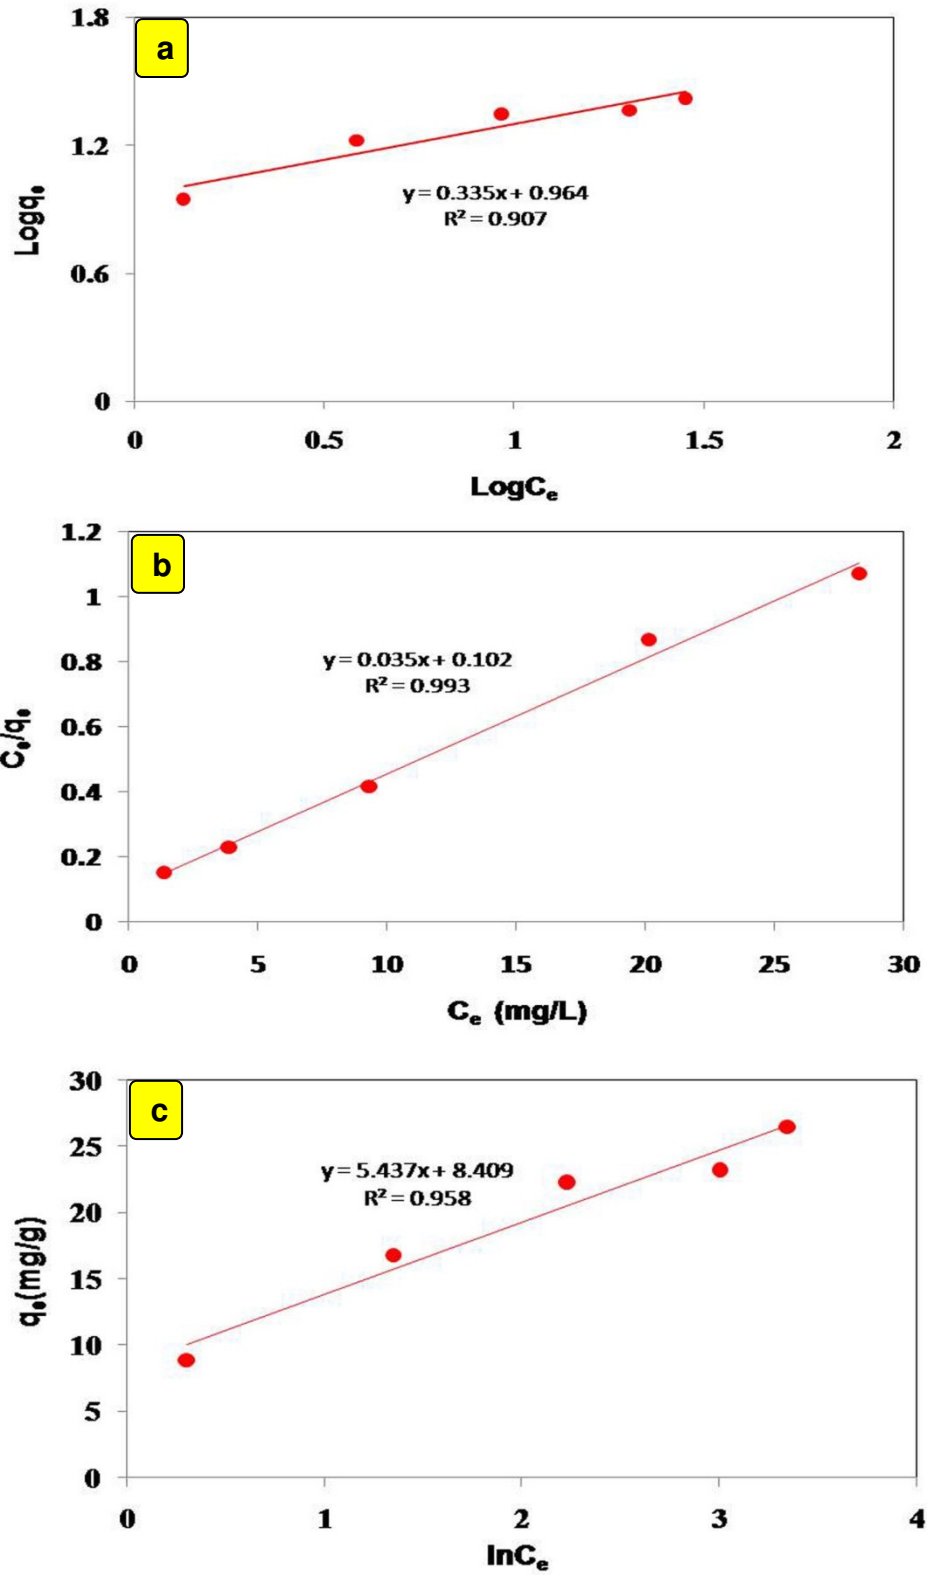 a
1.8
1.2
0.6
0
Logqe
y = 0.335x + 0.964
R² = 0.907
0 0.5 1 1.5 2
LogCe
b
1.2
1
0.8
0.6
0.4
0.2
0
Ce/qe
y = 0.035x + 0.102
R² = 0.993
0 5 10 15 20 25 30
Ce (mg/L)
c
30
25
20
15
10
5
0
qe(mg/g)
y = 5.437x + 8.409
R² = 0.958
0 1 2 3 4
lnCe